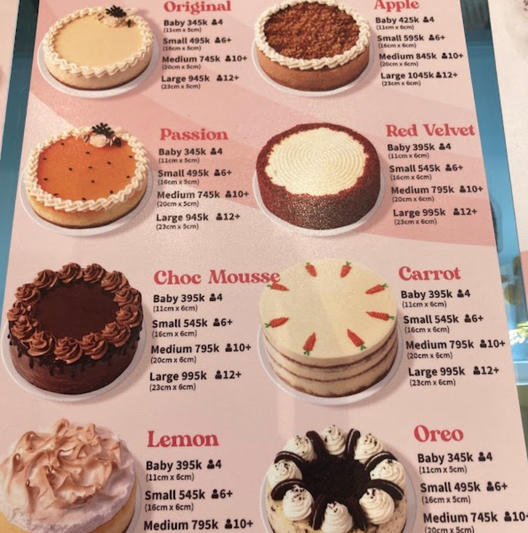 Original
Baby 345k 4
(11cm x 5cm)
Small 495k 6+
(16cm x 5cm)
Medium 745k 10+
(20cm x 5cm)
Large 945k 12+
(23cm x 5cm)
Apple
Baby 425k 4
(11cm x 6cm)
Small 595k 6+
(16cm x 6cm)
Medium 845k 10+
(20cm x 6cm)
Large 1045k 12+
(23cm x 6cm)
Passion
Baby 345k 4
(11cm x 5cm)
Small 495k 6+
(16cm x 5cm)
Medium 745k 10+
(20cm x 5cm)
Large 945k 12+
(23cm x 5cm)
Red Velvet
Baby 395k 4
(11cm x 6cm)
Small 545k 6+
(16cm x 6cm)
Medium 795k 10+
(20cm x 6cm)
Large 995k 12+
(23cm x 6cm)
Choc Mousse
Baby 395k 4
(11cm x 6cm)
Small 545k 6+
(16cm x 6cm)
Medium 795k 10+
(20cm x 6cm)
Large 995k 12+
(23cm x 6cm)
Carrot
Baby 395k 4
(11cm x 6cm)
Small 545k 6+
(16cm x 6cm)
Medium 795k 10+
(20cm x 6cm)
Large 995k 12+
(23cm x 6cm)
Lemon
Baby 395k 4
(11cm x 6cm)
Small 545k 6+
(16cm x 6cm)
Medium 795k 10+
(20cm x 6cm)
Oreo
Baby 345k 4
(11cm x 5cm)
Small 495k 6+
(16cm x 5cm)
Medium 745k 10+
(20cm x 5cm)